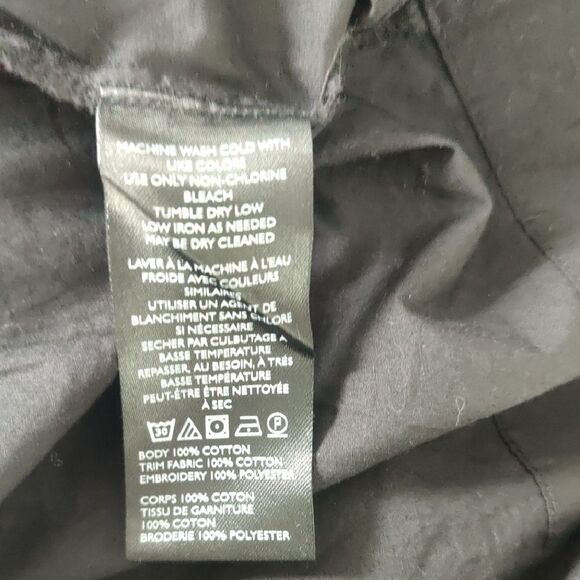 MACHINE WASH COLD WITH
LIKE COLORS
USE ONLY NON-CHLORINE
BLEACH
TUMBLE DRY LOW
LOW IRON AS NEEDED
MAY BE DRY CLEANED
LAVER À LA MACHINE À L'EAU
FROIDE AVEC COULEURS
SIMILAIRES
UTILISER UN AGENT DE
BLANCHIMENT SANS CHLORE
SI NÉCESSAIRE
SECHER PAR CULBUTAGE A
BASSE TEMPÉRATURE
REPASSER, AU BESOIN, À TRÉS
BASSE TEMPÉRATURE
PEUT-ÉTRE ÊTRE NETTOYÉE
À SEC
30 P
BODY 100% COTTON
TRIM FABRIC 100% COTTON
EMBROIDERY 100% POLYESTER
CORPS 100% COTON
TISSU DE GARNITURE
100% COTON
BRODERIE 100% POLYESTER